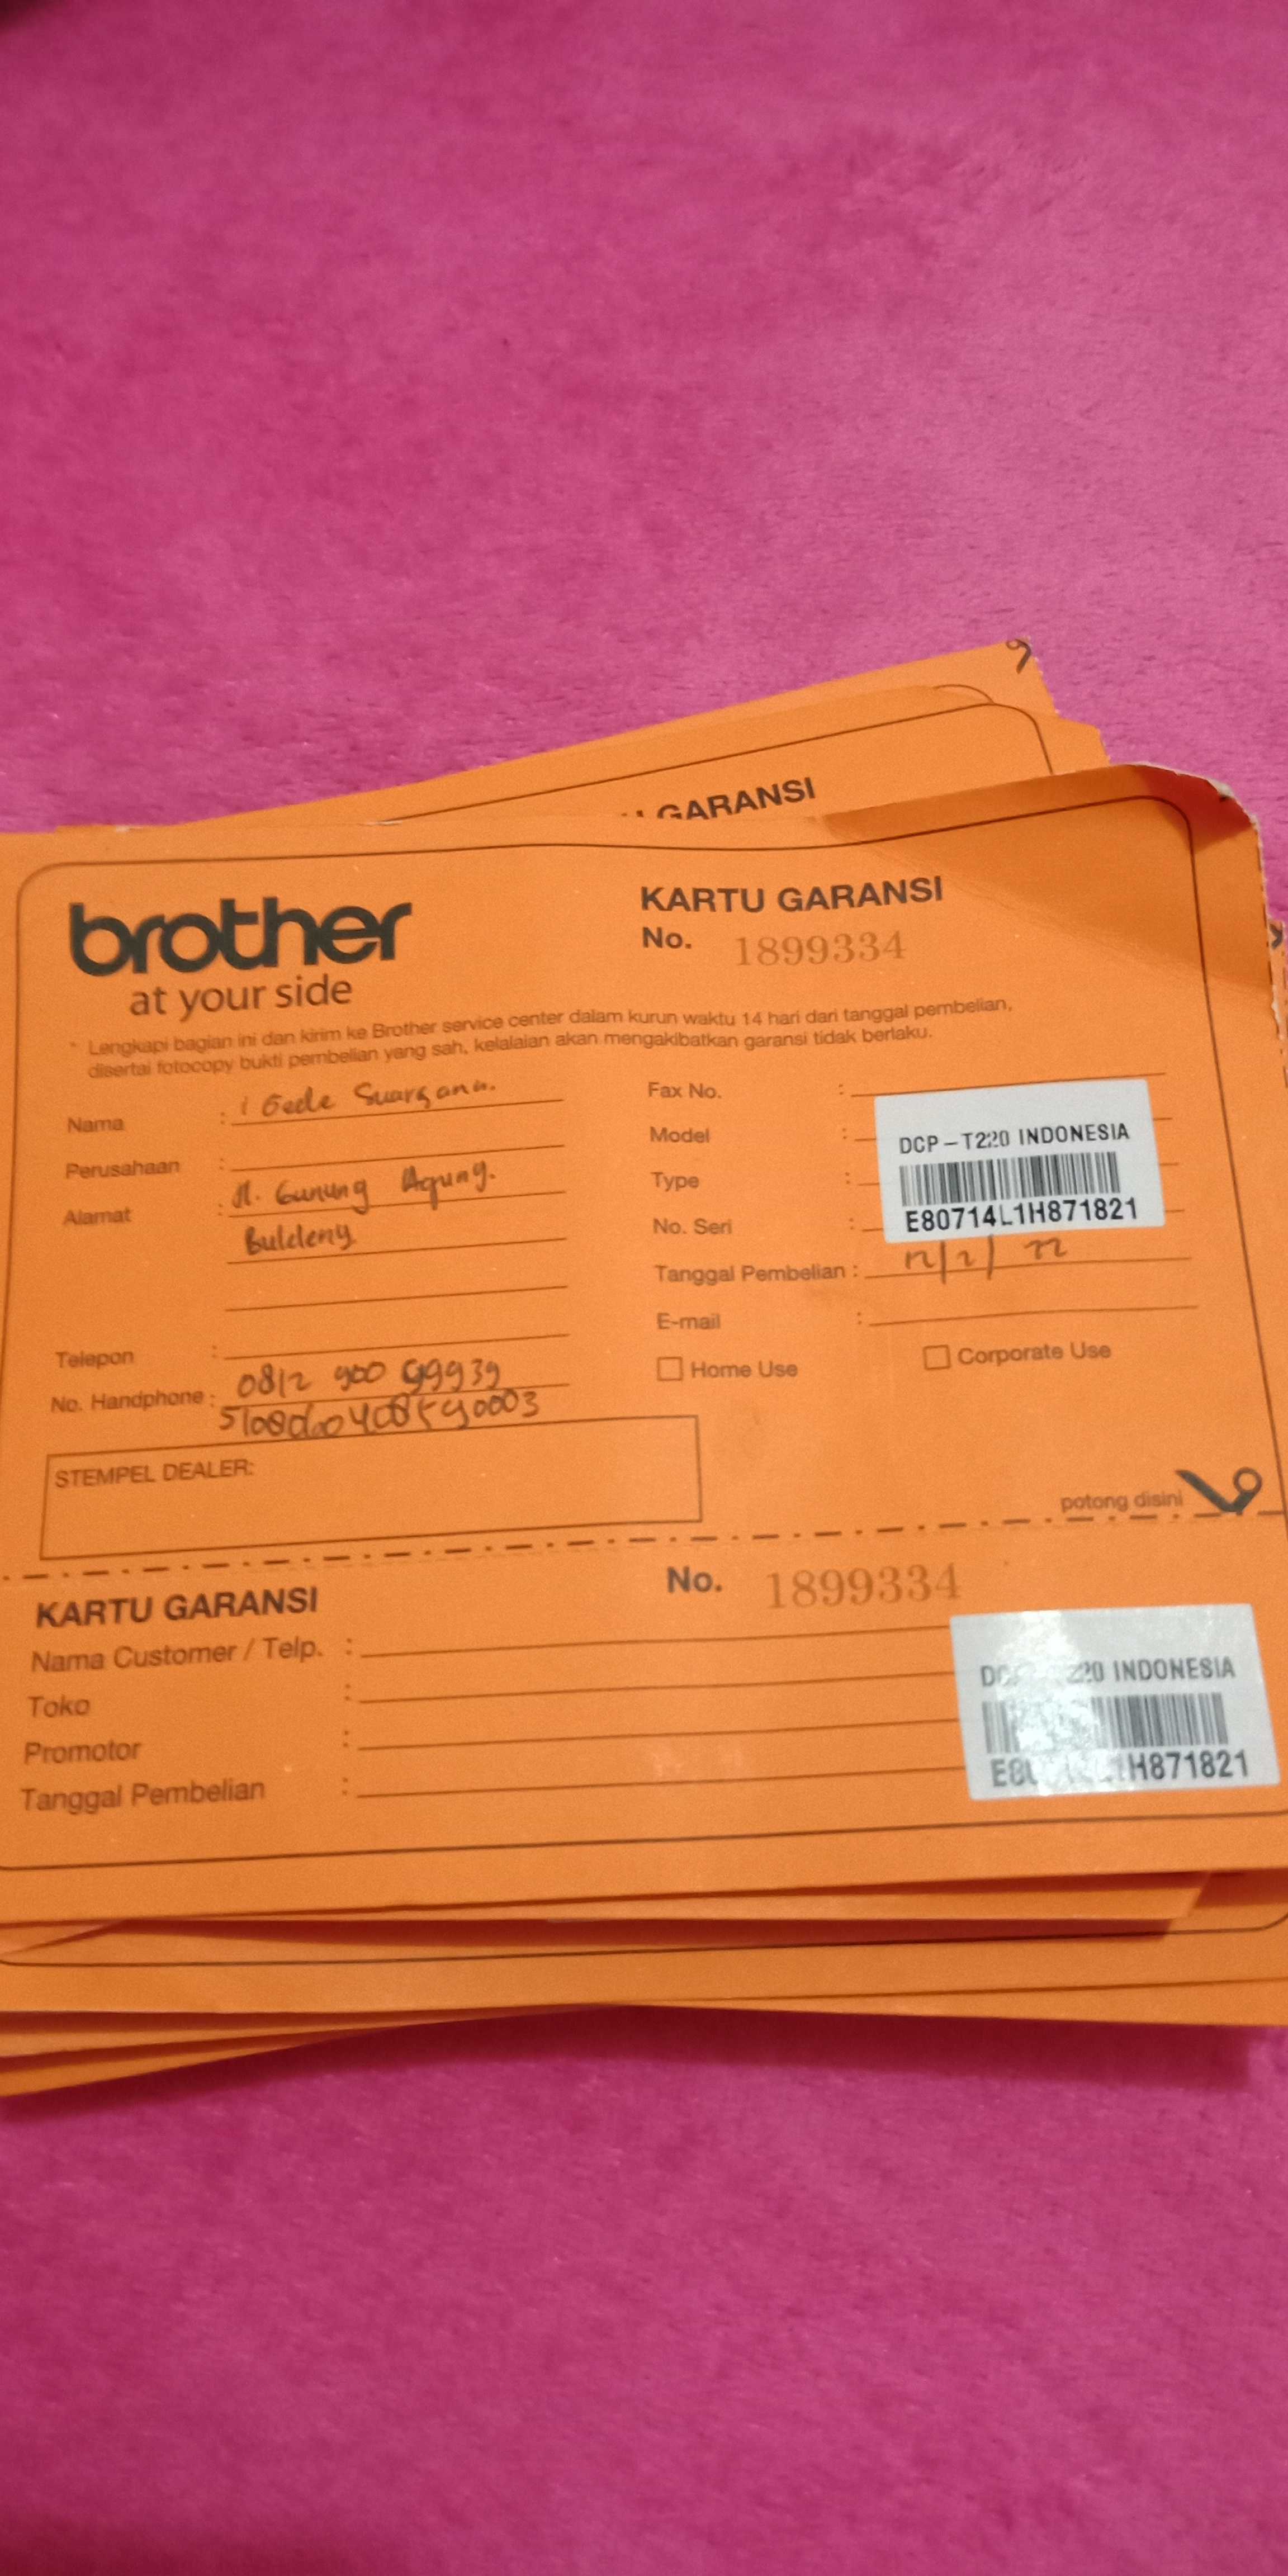 GARANSI
brother
at your side
KARTU GARANSI
No. 1899334
* Lengkapi bagian ini dan kirim ke Brother service center dalam kurun waktu 14 hari dari tanggal pembelian,
disertai fotocopy bukti pembelian yang sah, kelalaian akan mengakibatkan garansi tidak berlaku.
Nama : I Gede Suargana.
Perusahaan :
Alamat : Jl. Gunung Agung.
Buleleng
Telepon :
No. Handphone : 0812 900 99939
STEMPEL DEALER:
Fax No. :
Model :
Type :
No. Seri :
DCP-T220 INDONESIA
E80714L1H871821
Tanggal Pembelian : 12/2/22
E-mail :
Home Use
Corporate Use
potong disini
KARTU GARANSI
No. 1899334
Nama Customer / Telp. :
Toko :
Promotor :
Tanggal Pembelian :
INDONESIA